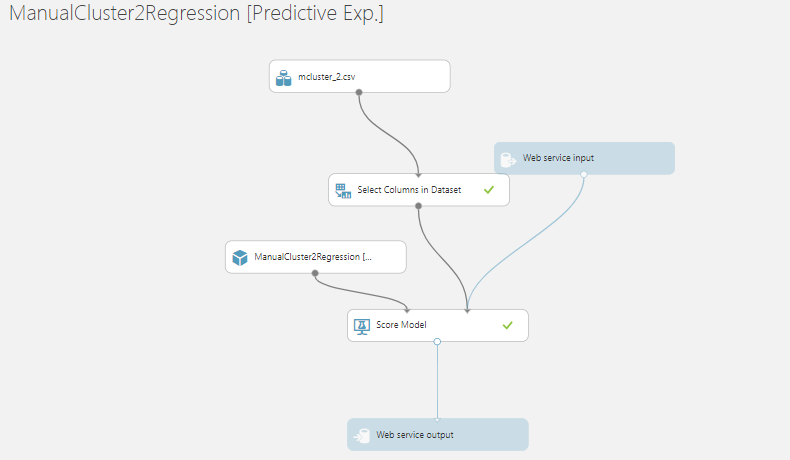 ManualCluster2Regression [Predictive Exp.]
mcluster_2.csv
Web service input
Select Columns in Dataset
ManualCluster2Regression [...
Score Model
Web service output